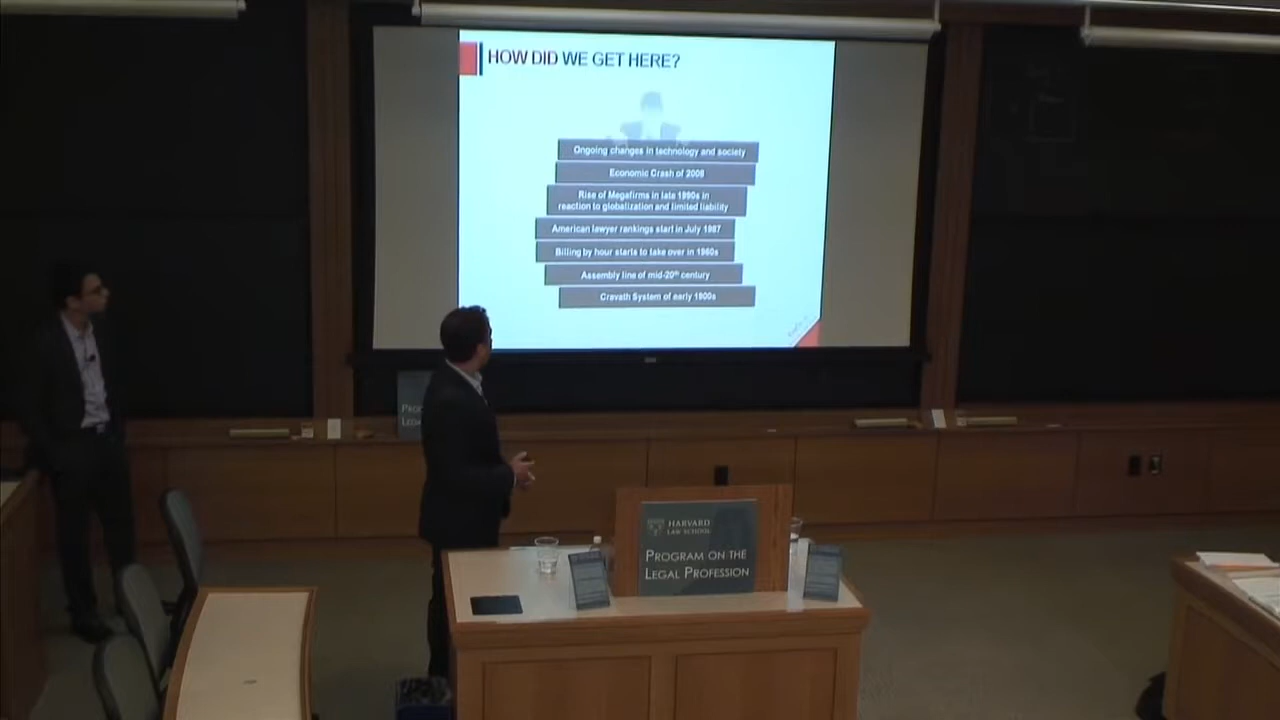 HOW DID WE GET HERE?
Ongoing changes in technology and society
Economic Crash of 2008
Rise of Megafirms in late 1990s in
reaction to globalization and limited liability
American lawyer rankings start in July 1987
Billing by hour starts to take over in 1960s
Assembly line of mid-20th century
Cravath System of early 1900s
HARVARD
LAW SCHOOL
PROGRAM ON THE
LEGAL PROFESSION